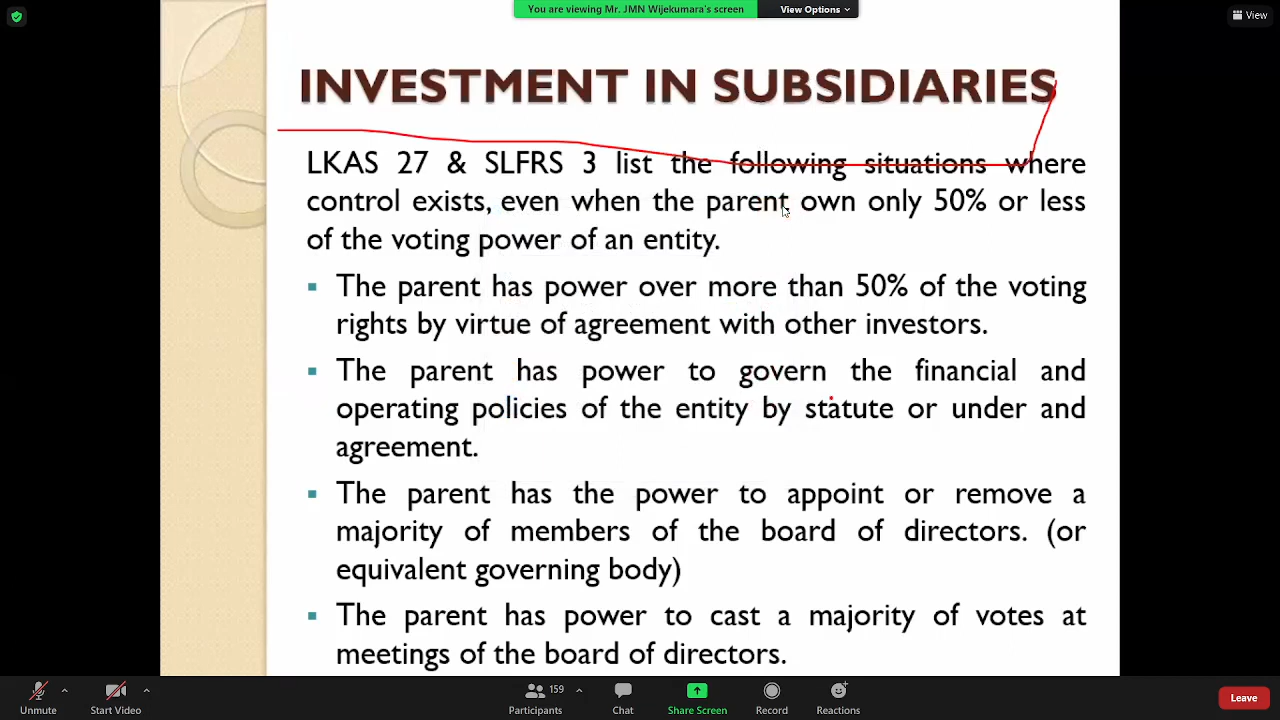 You are viewing Mr. JMN Wijekumara's screen
View Options
View
INVESTMENT IN SUBSIDIARIES
LKAS 27 & SLFRS 3 list the following situations where
control exists, even when the parent own only 50% or less
of the voting power of an entity.
▪ The parent has power over more than 50% of the voting
rights by virtue of agreement with other investors.
▪ The parent has power to govern the financial and
operating policies of the entity by statute or under and
agreement.
▪ The parent has the power to appoint or remove a
majority of members of the board of directors. (or
equivalent governing body)
▪ The parent has power to cast a majority of votes at
meetings of the board of directors.
Unmute
Start Video
159
Participants
Chat
Share Screen
Record
Reactions
Leave